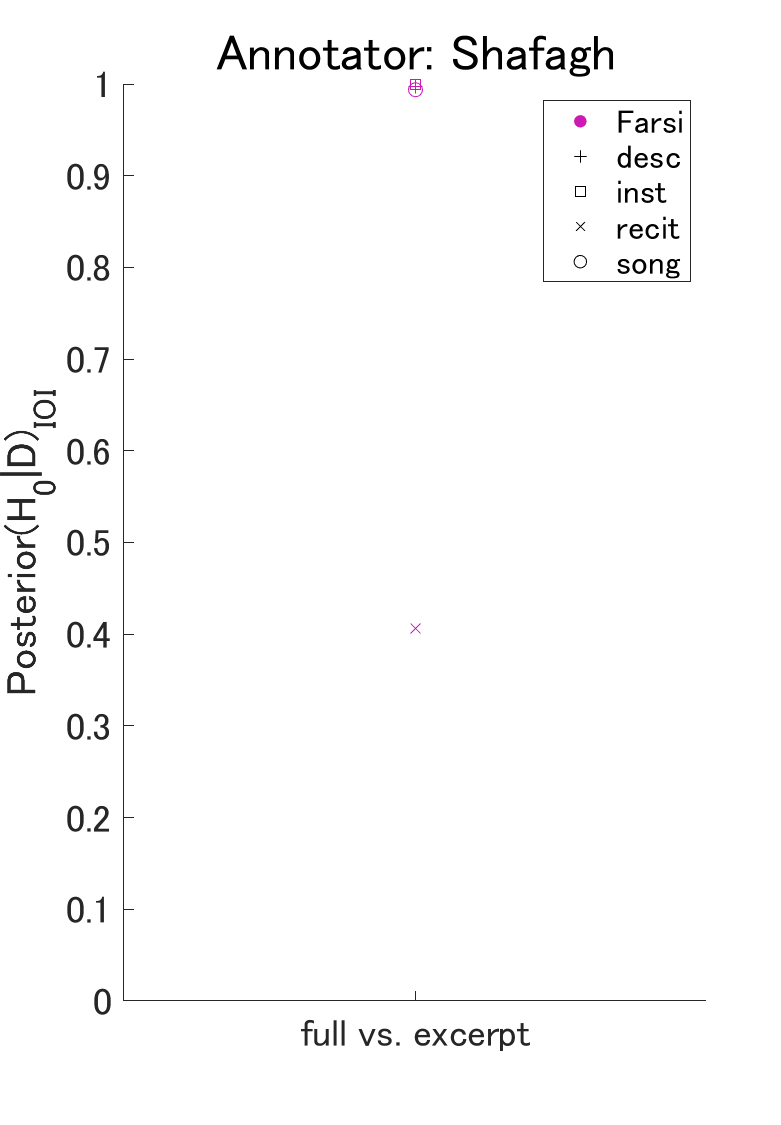 Annotator: Shafagh
1
0.9
0.8
0.7
0.6
0.5
0.4
0.3
0.2
0.1
0
Posterior(H0|D)IOI
full vs. excerpt
Farsi
desc
inst
recit
song